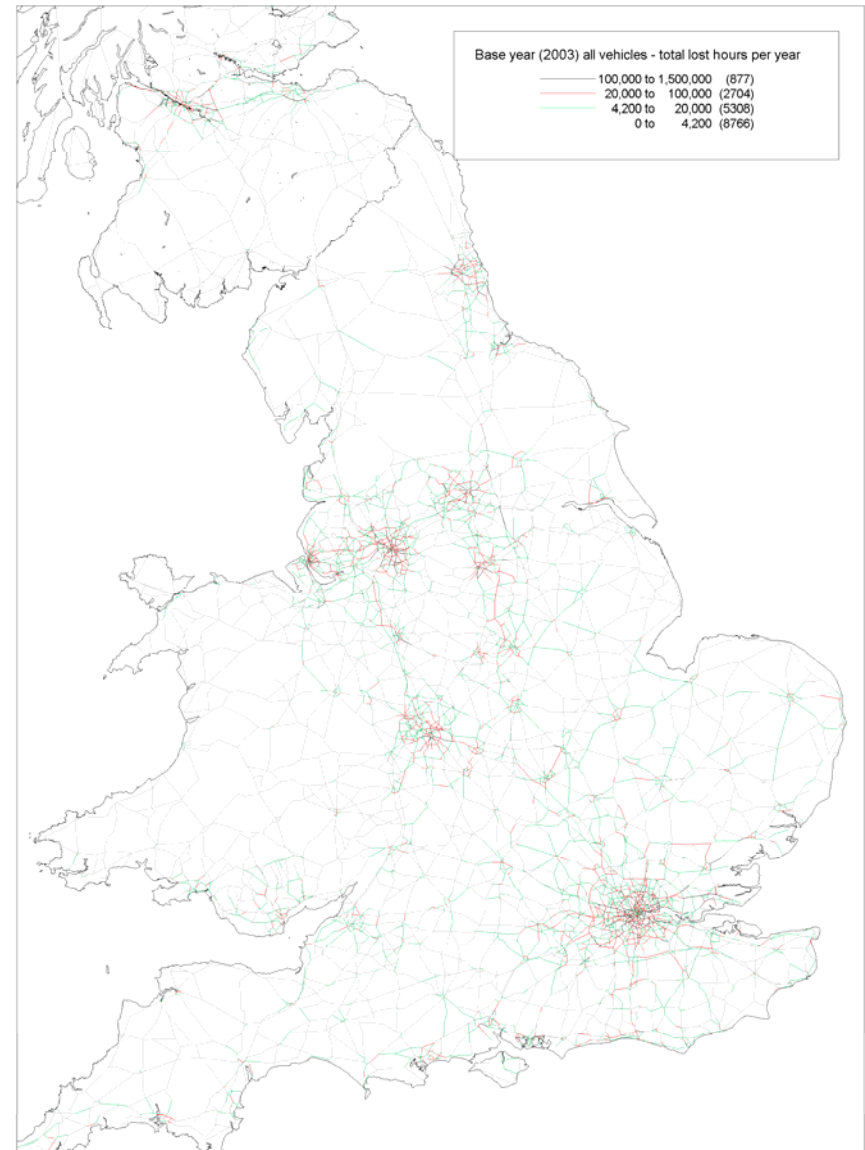 Base year (2003) all vehicles - total lost hours per year
100,000 to 1,500,000 (877)
20,000 to 100,000 (2704)
4,200 to 20,000 (5308)
0 to 4,200 (8766)